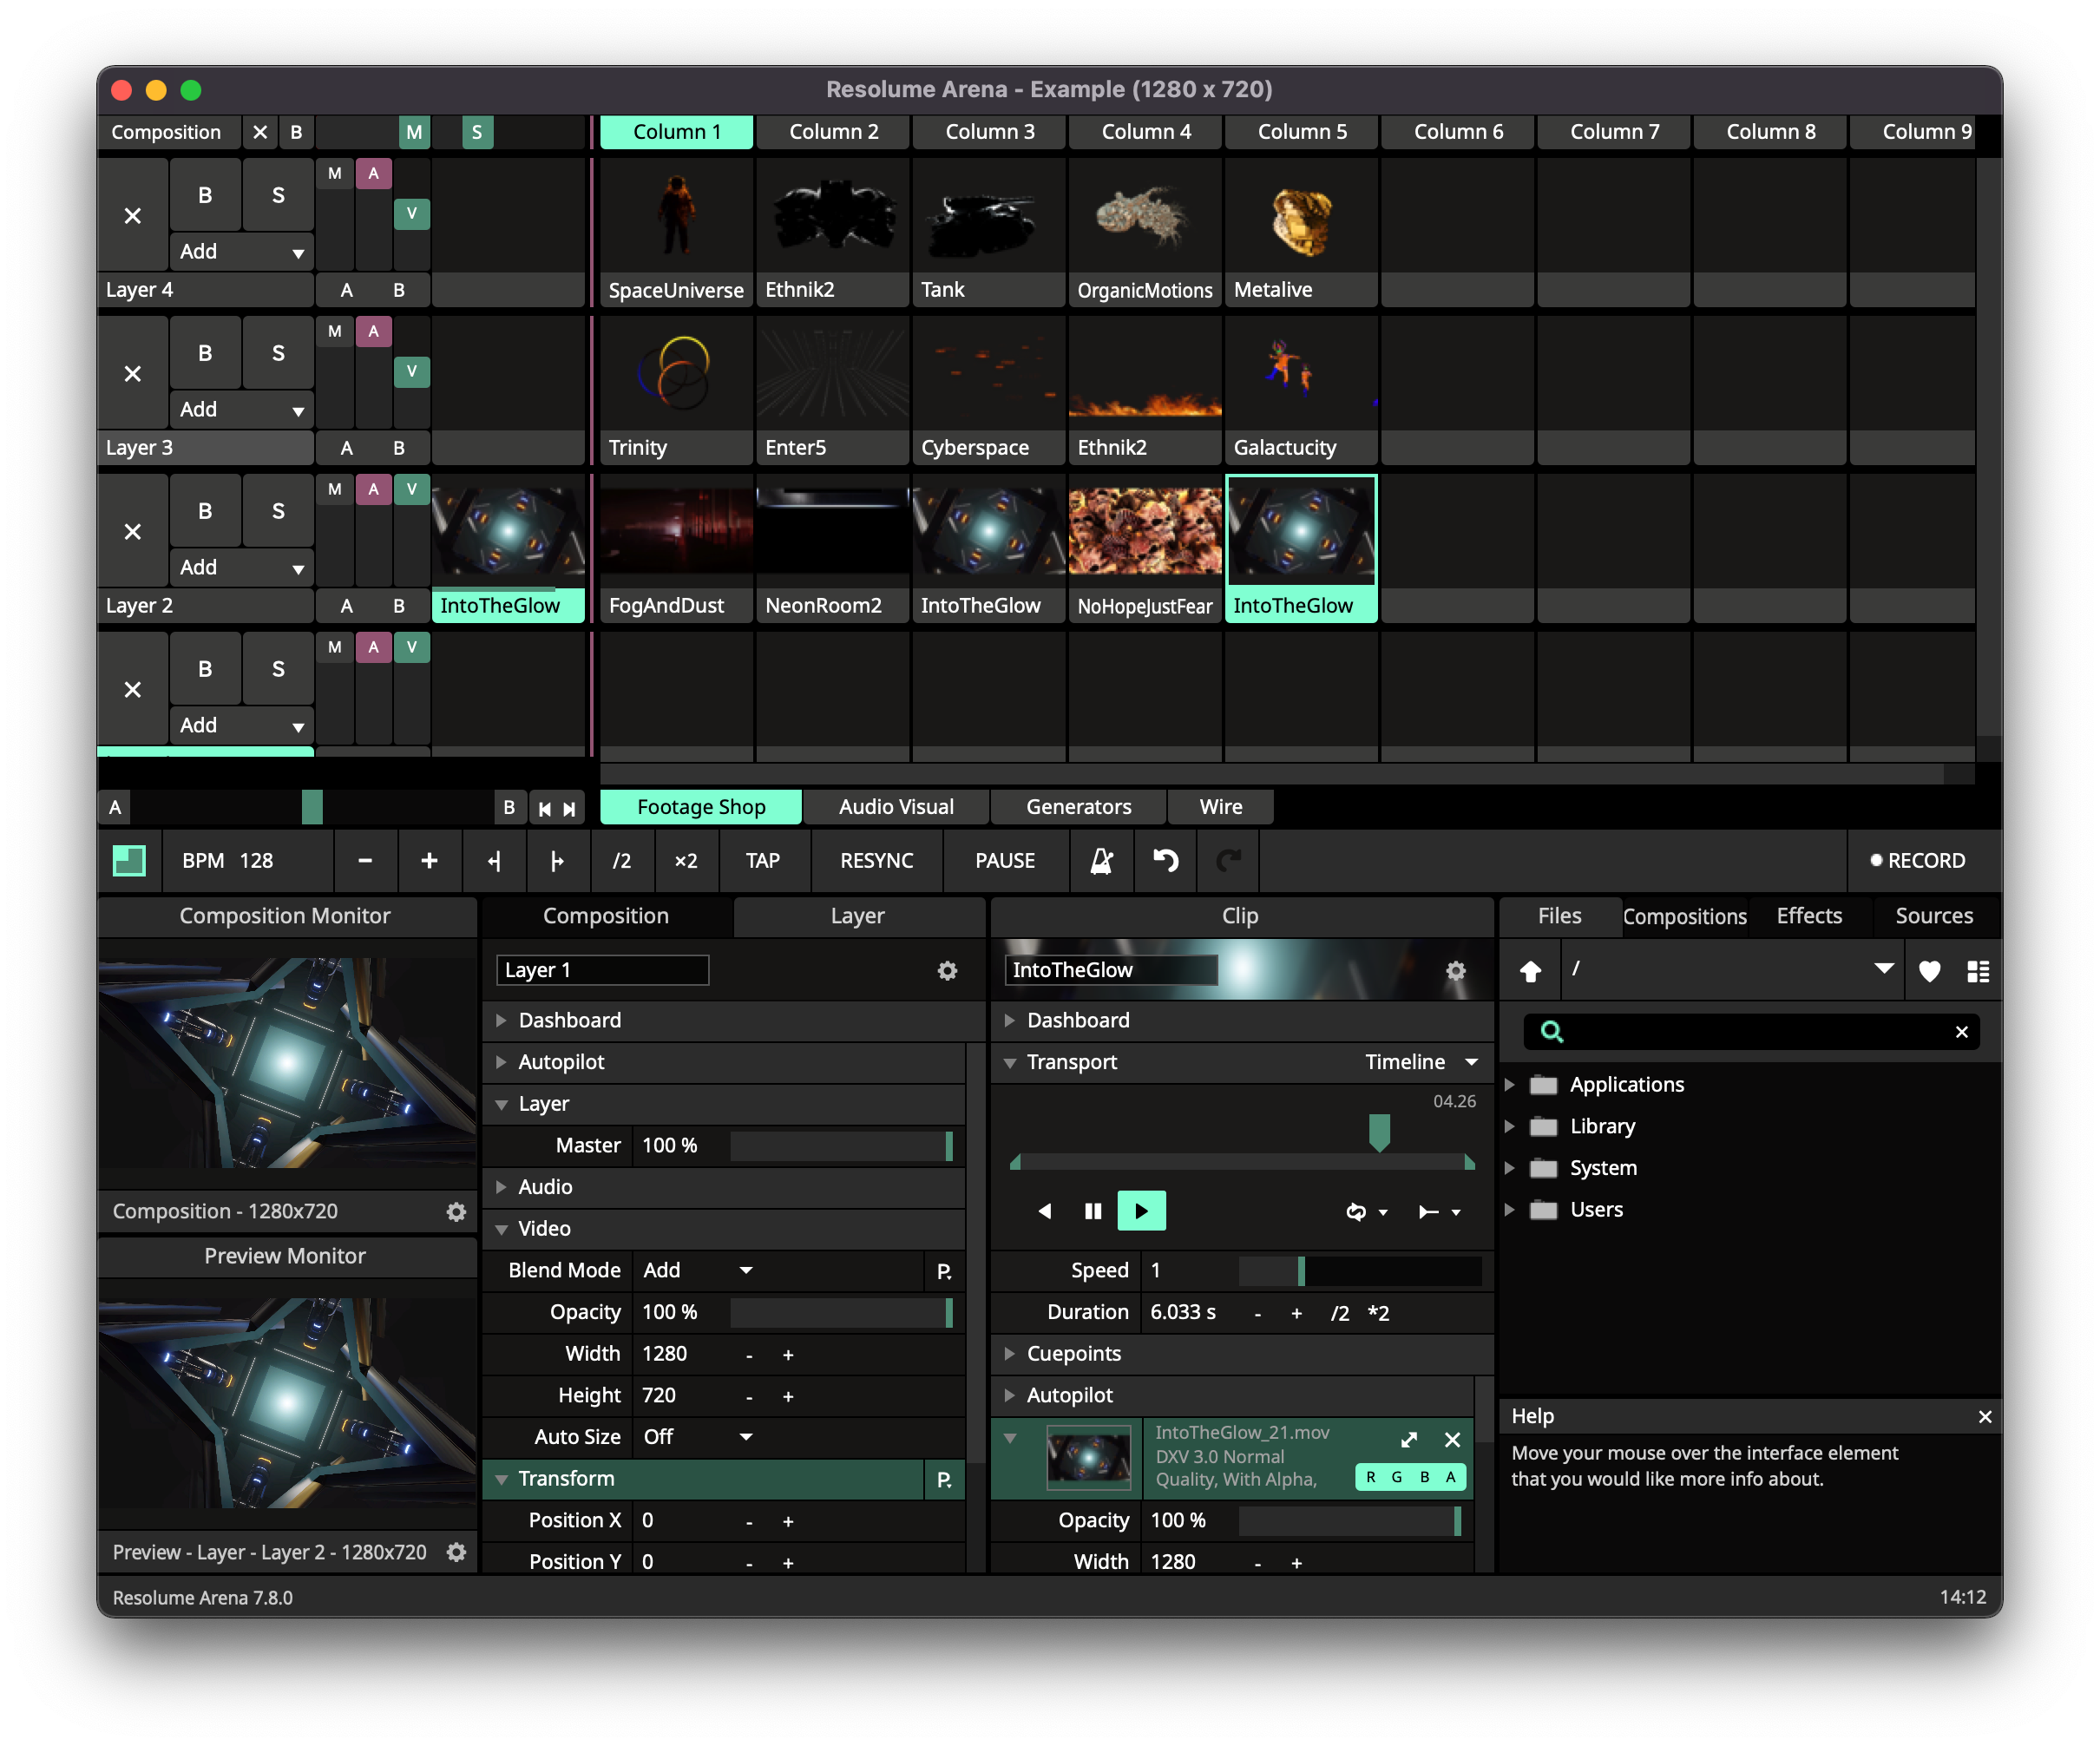 Resolume Arena - Example (1280 x 720)
Composition B M S Column 1 Column 2 Column 3 Column 4 Column 5 Column 6 Column 7 Column 8 Column 9
B S M A V
Add
Layer 4 A B SpaceUniverse Ethnik2 Tank OrganicMotions Metalive
B S M A V
Add
Layer 3 A B Trinity Enter5 Cyberspace Ethnik2 Galactucity
B S M A V
Add
Layer 2 A B IntoTheGlow FogAndDust NeonRoom2 IntoTheGlow NoHopeJustFear IntoTheGlow
B S M A V
Add
A B Footage Shop Audio Visual Generators Wire
BPM 128 - + /2 ×2 TAP RESYNC PAUSE RECORD
Composition Monitor
Composition - 1280x720
Preview Monitor
Preview - Layer - Layer 2 - 1280x720
Composition Layer
Layer 1
Dashboard
Autopilot
Layer
Master 100 %
Audio
Video
Blend Mode Add P.
Opacity 100 %
Width 1280 - +
Height 720 - +
Auto Size Off
Transform P.
Position X 0 - +
Position Y 0 - +
Clip
IntoTheGlow
Dashboard
Transport Timeline
04.26
Speed 1
Duration 6.033 s - + /2 *2
Cuepoints
Autopilot
IntoTheGlow_21.mov
DXV 3.0 Normal
Quality, With Alpha, R G B A
Opacity 100 %
Width 1280 - +
Files Compositions Effects Sources
/
Applications
Library
System
Users
Help
Move your mouse over the interface element
that you would like more info about.
Resolume Arena 7.8.0 14:12